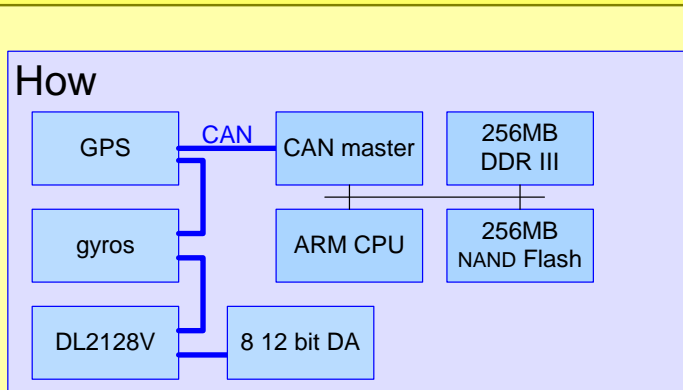 How
GPS
CAN
CAN master
256MB
DDR III
gyros
ARM CPU
256MB
NAND Flash
DL2128V
8 12 bit DA